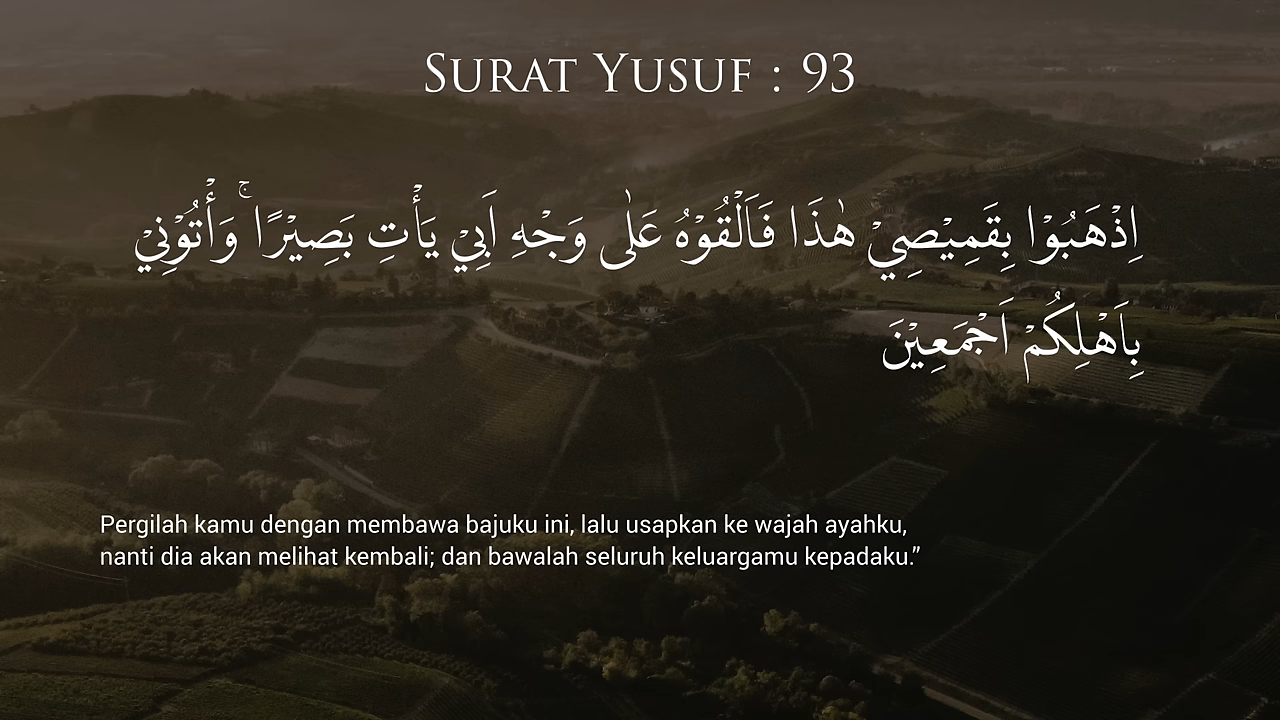 SURAT YUSUF : 93
اِذْهَبُوْا بِقَمِيْصِيْ هٰذَا فَاَلْقُوْهُ عَلٰى وَجْهِ اَبِيْ يَأْتِ بَصِيْرًا ۚوَأْتُوْنِيْ
بِاَهْلِكُمْ اَجْمَعِيْنَ
Pergilah kamu dengan membawa bajuku ini, lalu usapkan ke wajah ayahku,
nanti dia akan melihat kembali; dan bawalah seluruh keluargamu kepadaku.”